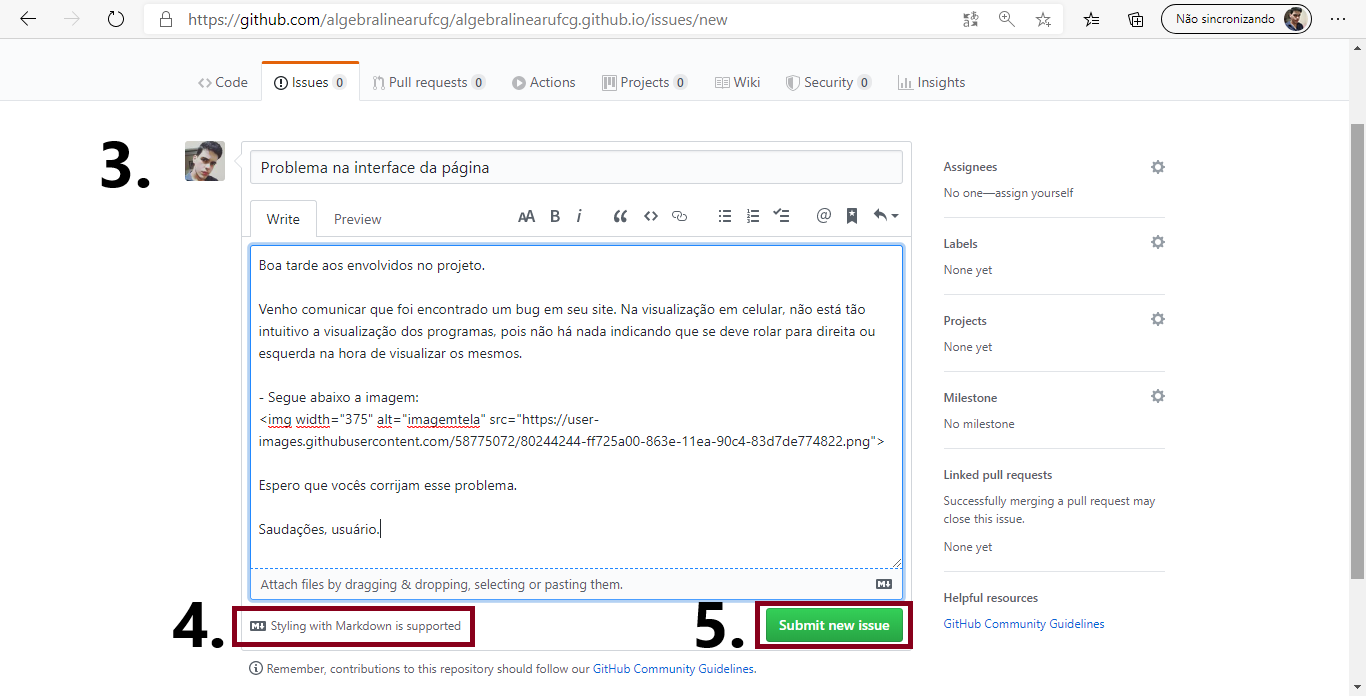 https://github.com/algebralinearufcg/algebralinearufcg.github.io/issues/new
Não sincronizando
Code
Issues 0
Pull requests 0
Actions
Projects 0
Wiki
Security 0
Insights
3.
Problema na interface da página
Write
Preview
AA B i
Boa tarde aos envolvidos no projeto.
Venho comunicar que foi encontrado um bug em seu site. Na visualização em celular, não está tão
intuitivo a visualização dos programas, pois não há nada indicando que se deve rolar para direita ou
esquerda na hora de visualizar os mesmos.
- Segue abaixo a imagem:
<img width="375" alt="imagemtela" src="https://user-
images.githubusercontent.com/58775072/80244244-ff725a00-863e-11ea-90c4-83d7de774822.png">
Espero que vocês corrijam esse problema.
Saudações, usuário.
Attach files by dragging & dropping, selecting or pasting them.
4.
Styling with Markdown is supported
5.
Submit new issue
Remember, contributions to this repository should follow our GitHub Community Guidelines.
Assignees
No one—assign yourself
Labels
None yet
Projects
None yet
Milestone
No milestone
Linked pull requests
Successfully merging a pull request may
close this issue.
None yet
Helpful resources
GitHub Community Guidelines